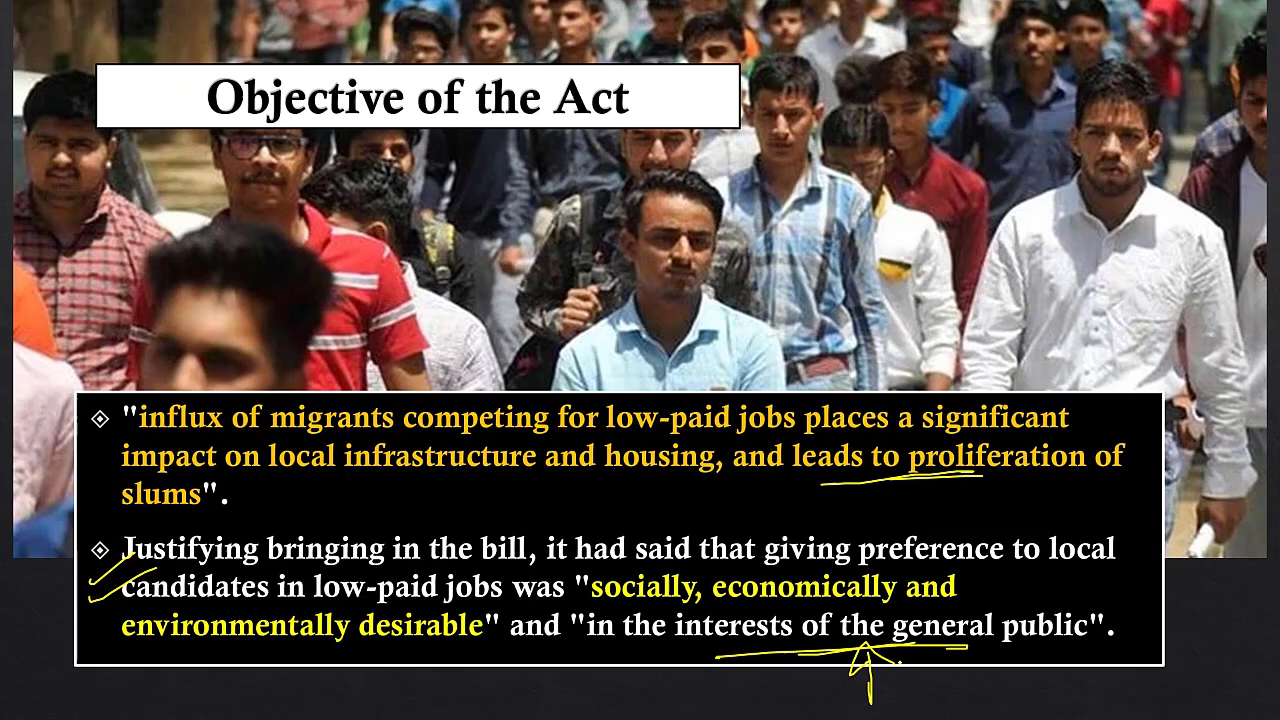 Objective of the Act
"influx of migrants competing for low-paid jobs places a significant
impact on local infrastructure and housing, and leads to proliferation of
slums".
Justifying bringing in the bill, it had said that giving preference to local
candidates in low-paid jobs was "socially, economically and
environmentally desirable" and "in the interests of the general public".